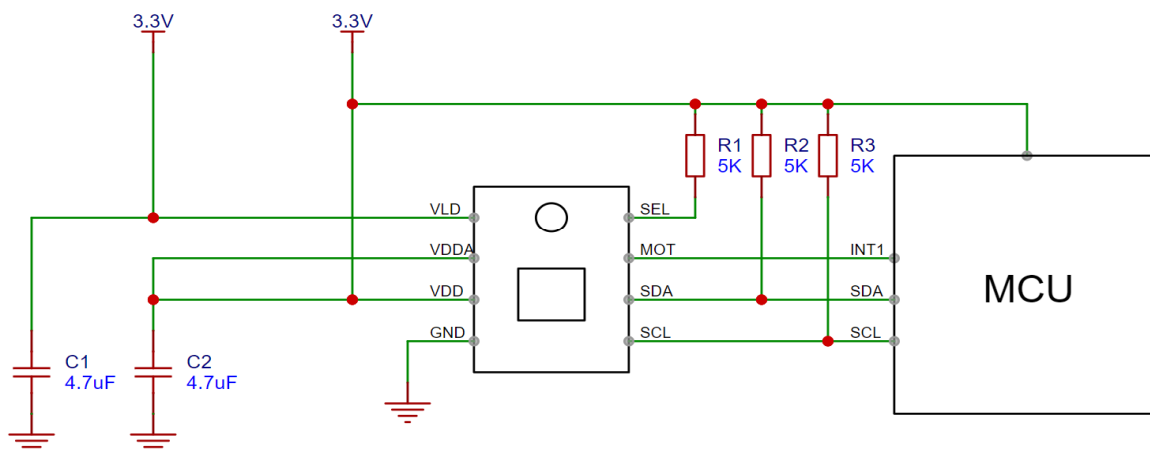 3.3V
3.3V
R1
5K
R2
5K
R3
5K
VLD
SEL
VDDA
MOT
INT1
VDD
SDA
SDA
MCU
GND
SCL
SCL
C1
4.7uF
C2
4.7uF